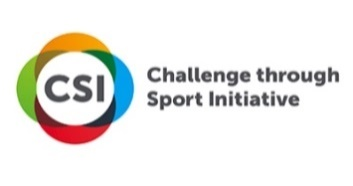 CSI
Challenge through
Sport Initiative